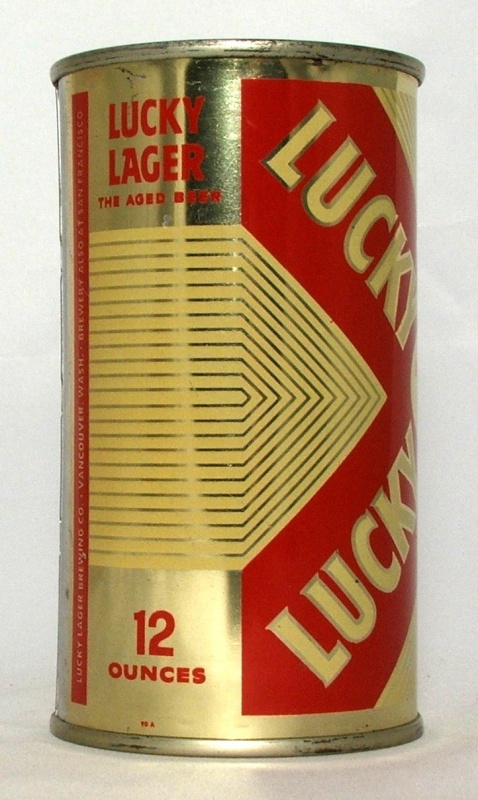 LUCKY
LAGER
THE AGED BEER
LUCKY
LUCKY
12
OUNCES
LUCKY LAGER BREWING CO. · VANCOUVER, WASH. · BREWERY ALSO AT SAN FRANCISCO